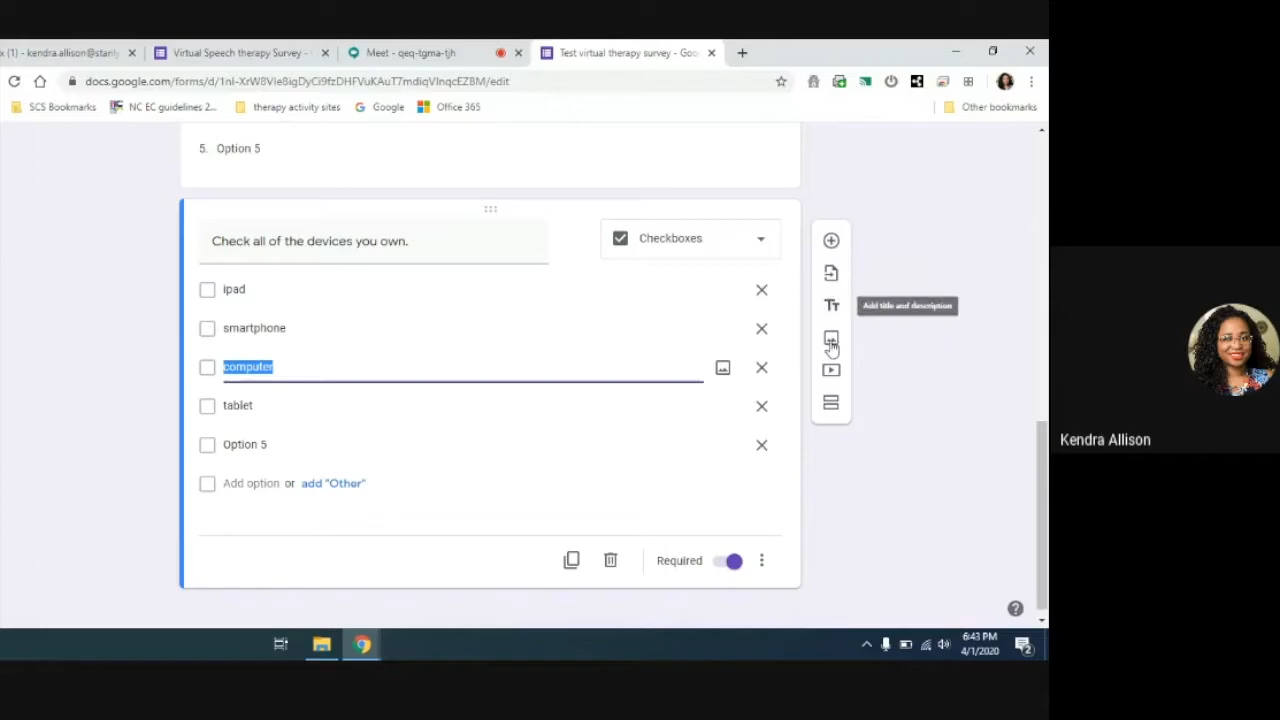 x (1) - kendra.allison@stanly
Virtual Speech therapy Survey -
Meet - qeq-tgma-tjh
Test virtual therapy survey - Goo
docs.google.com/forms/d/1nI-XrW8VIe8igDyCi9fzDHFVuKAuT7mdiqVInqcEZBM/edit
SCS Bookmarks
NC EC guidelines 2...
therapy activity sites
Google
Office 365
Other bookmarks
5. Option 5
Check all of the devices you own.
Checkboxes
ipad
Tt
Add title and description
smartphone
computer
tablet
Option 5
Add option or add "Other"
Required
Kendra Allison
6:43 PM
4/1/2020
2